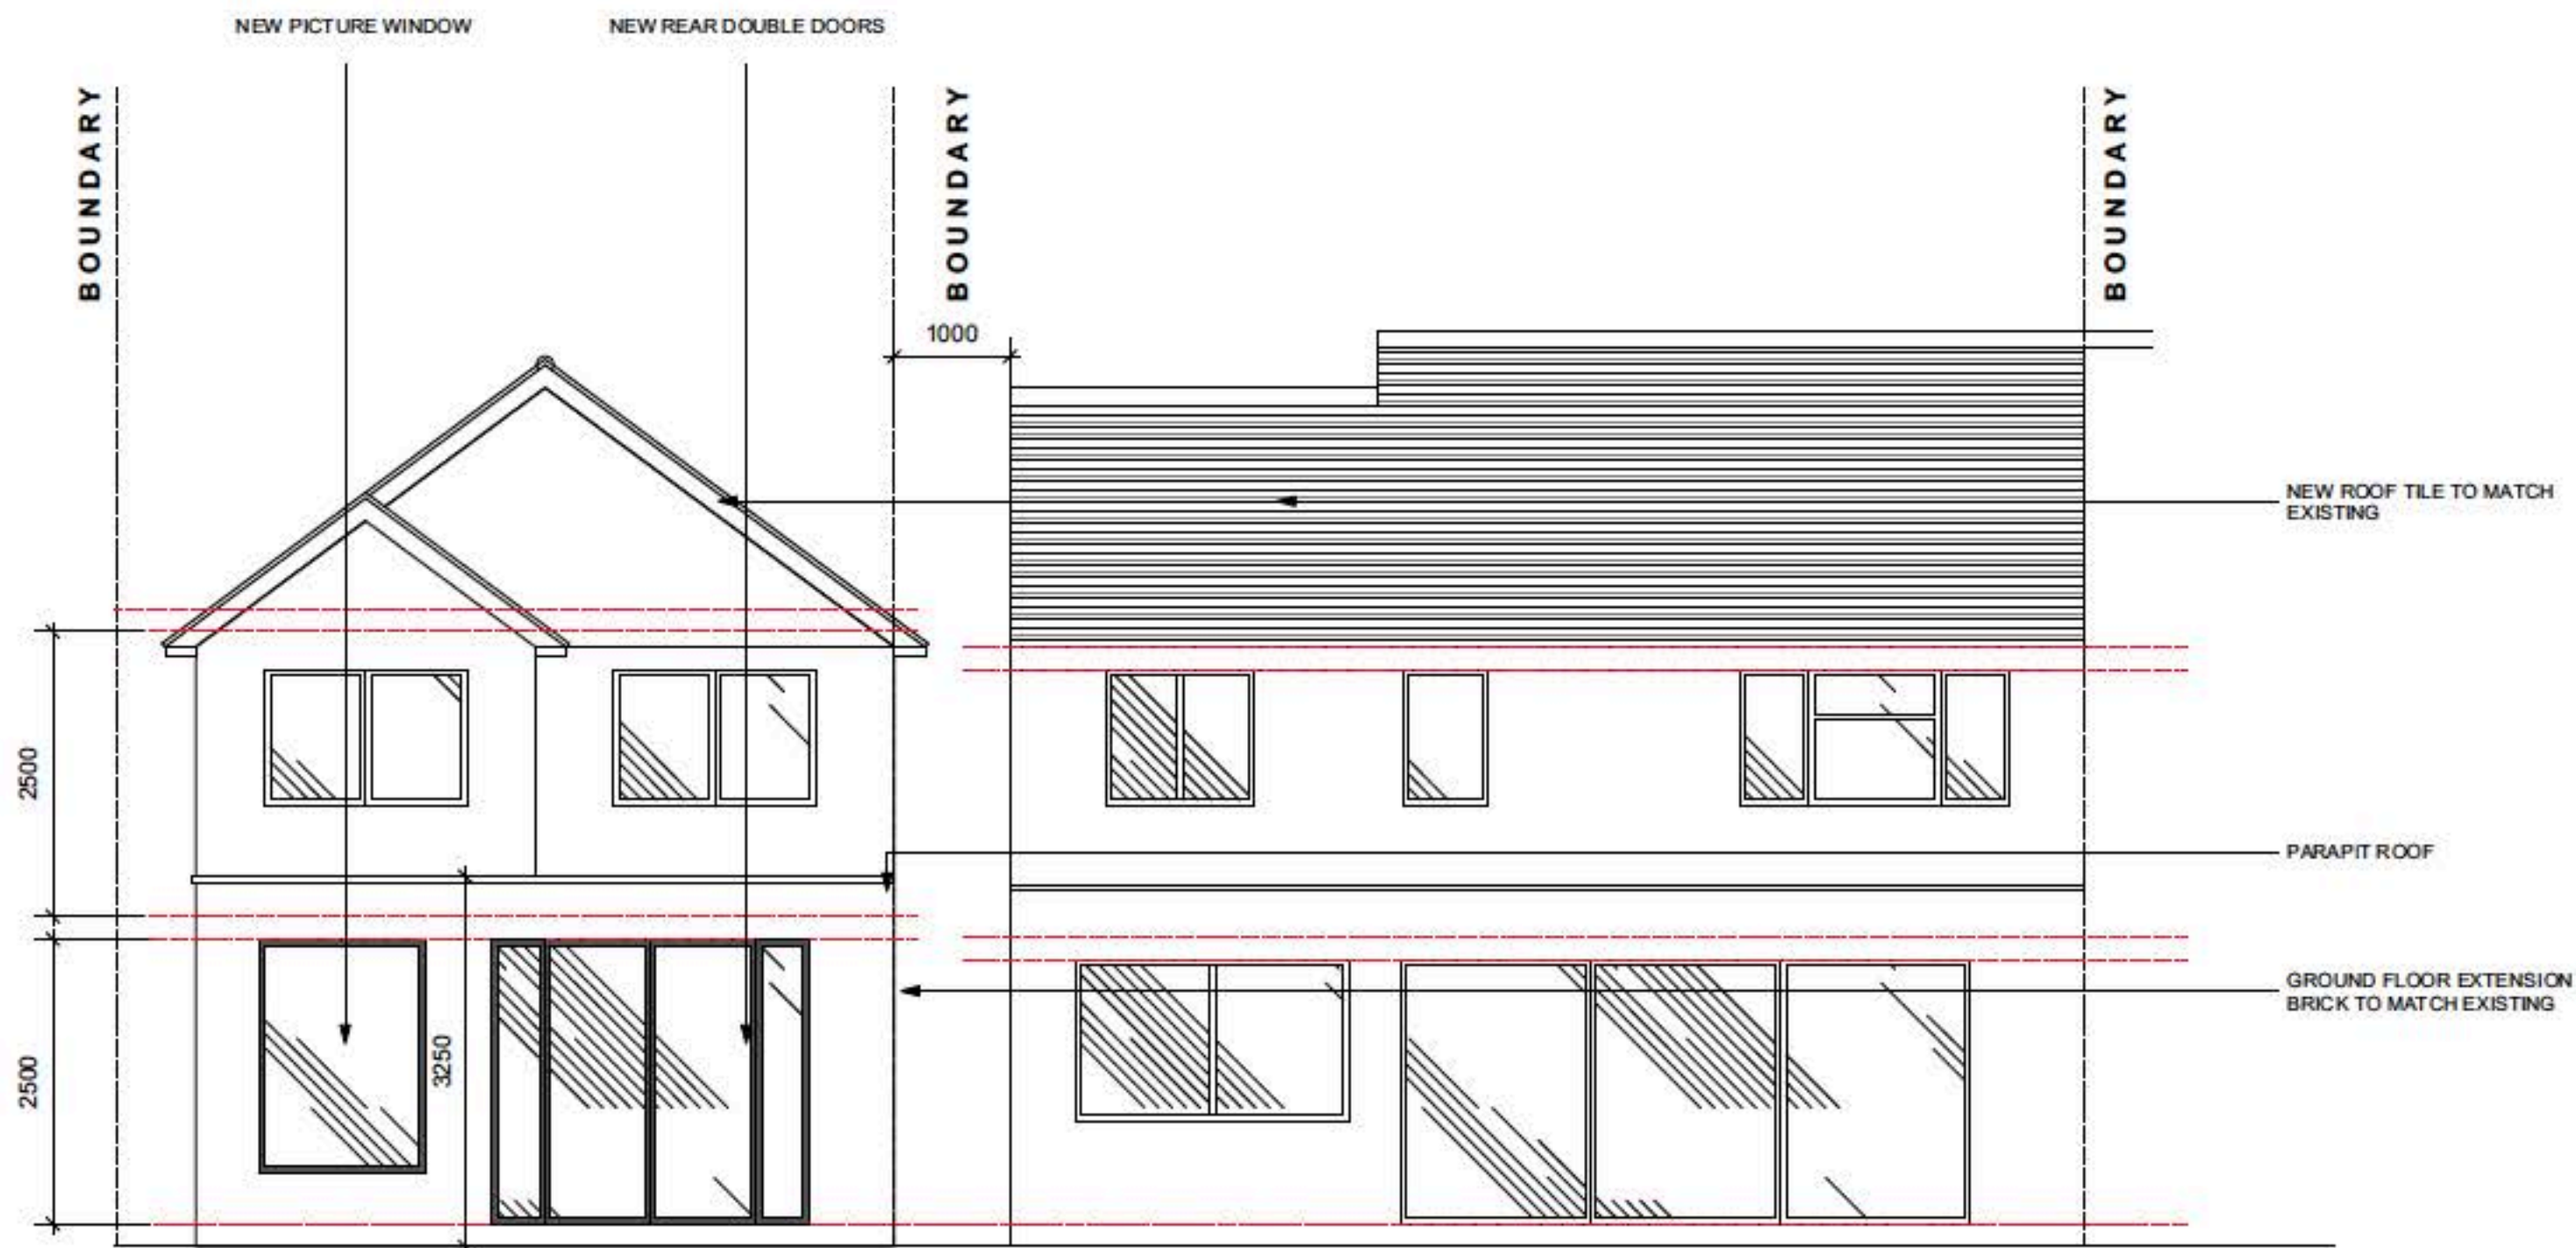 NEW PICTURE WINDOW
NEW REAR DOUBLE DOORS
BOUNDARY
BOUNDARY
BOUNDARY
1000
NEW ROOF TILE TO MATCH
EXISTING
2500
PARAPIT ROOF
GROUND FLOOR EXTENSION
BRICK TO MATCH EXISTING
2500
3250